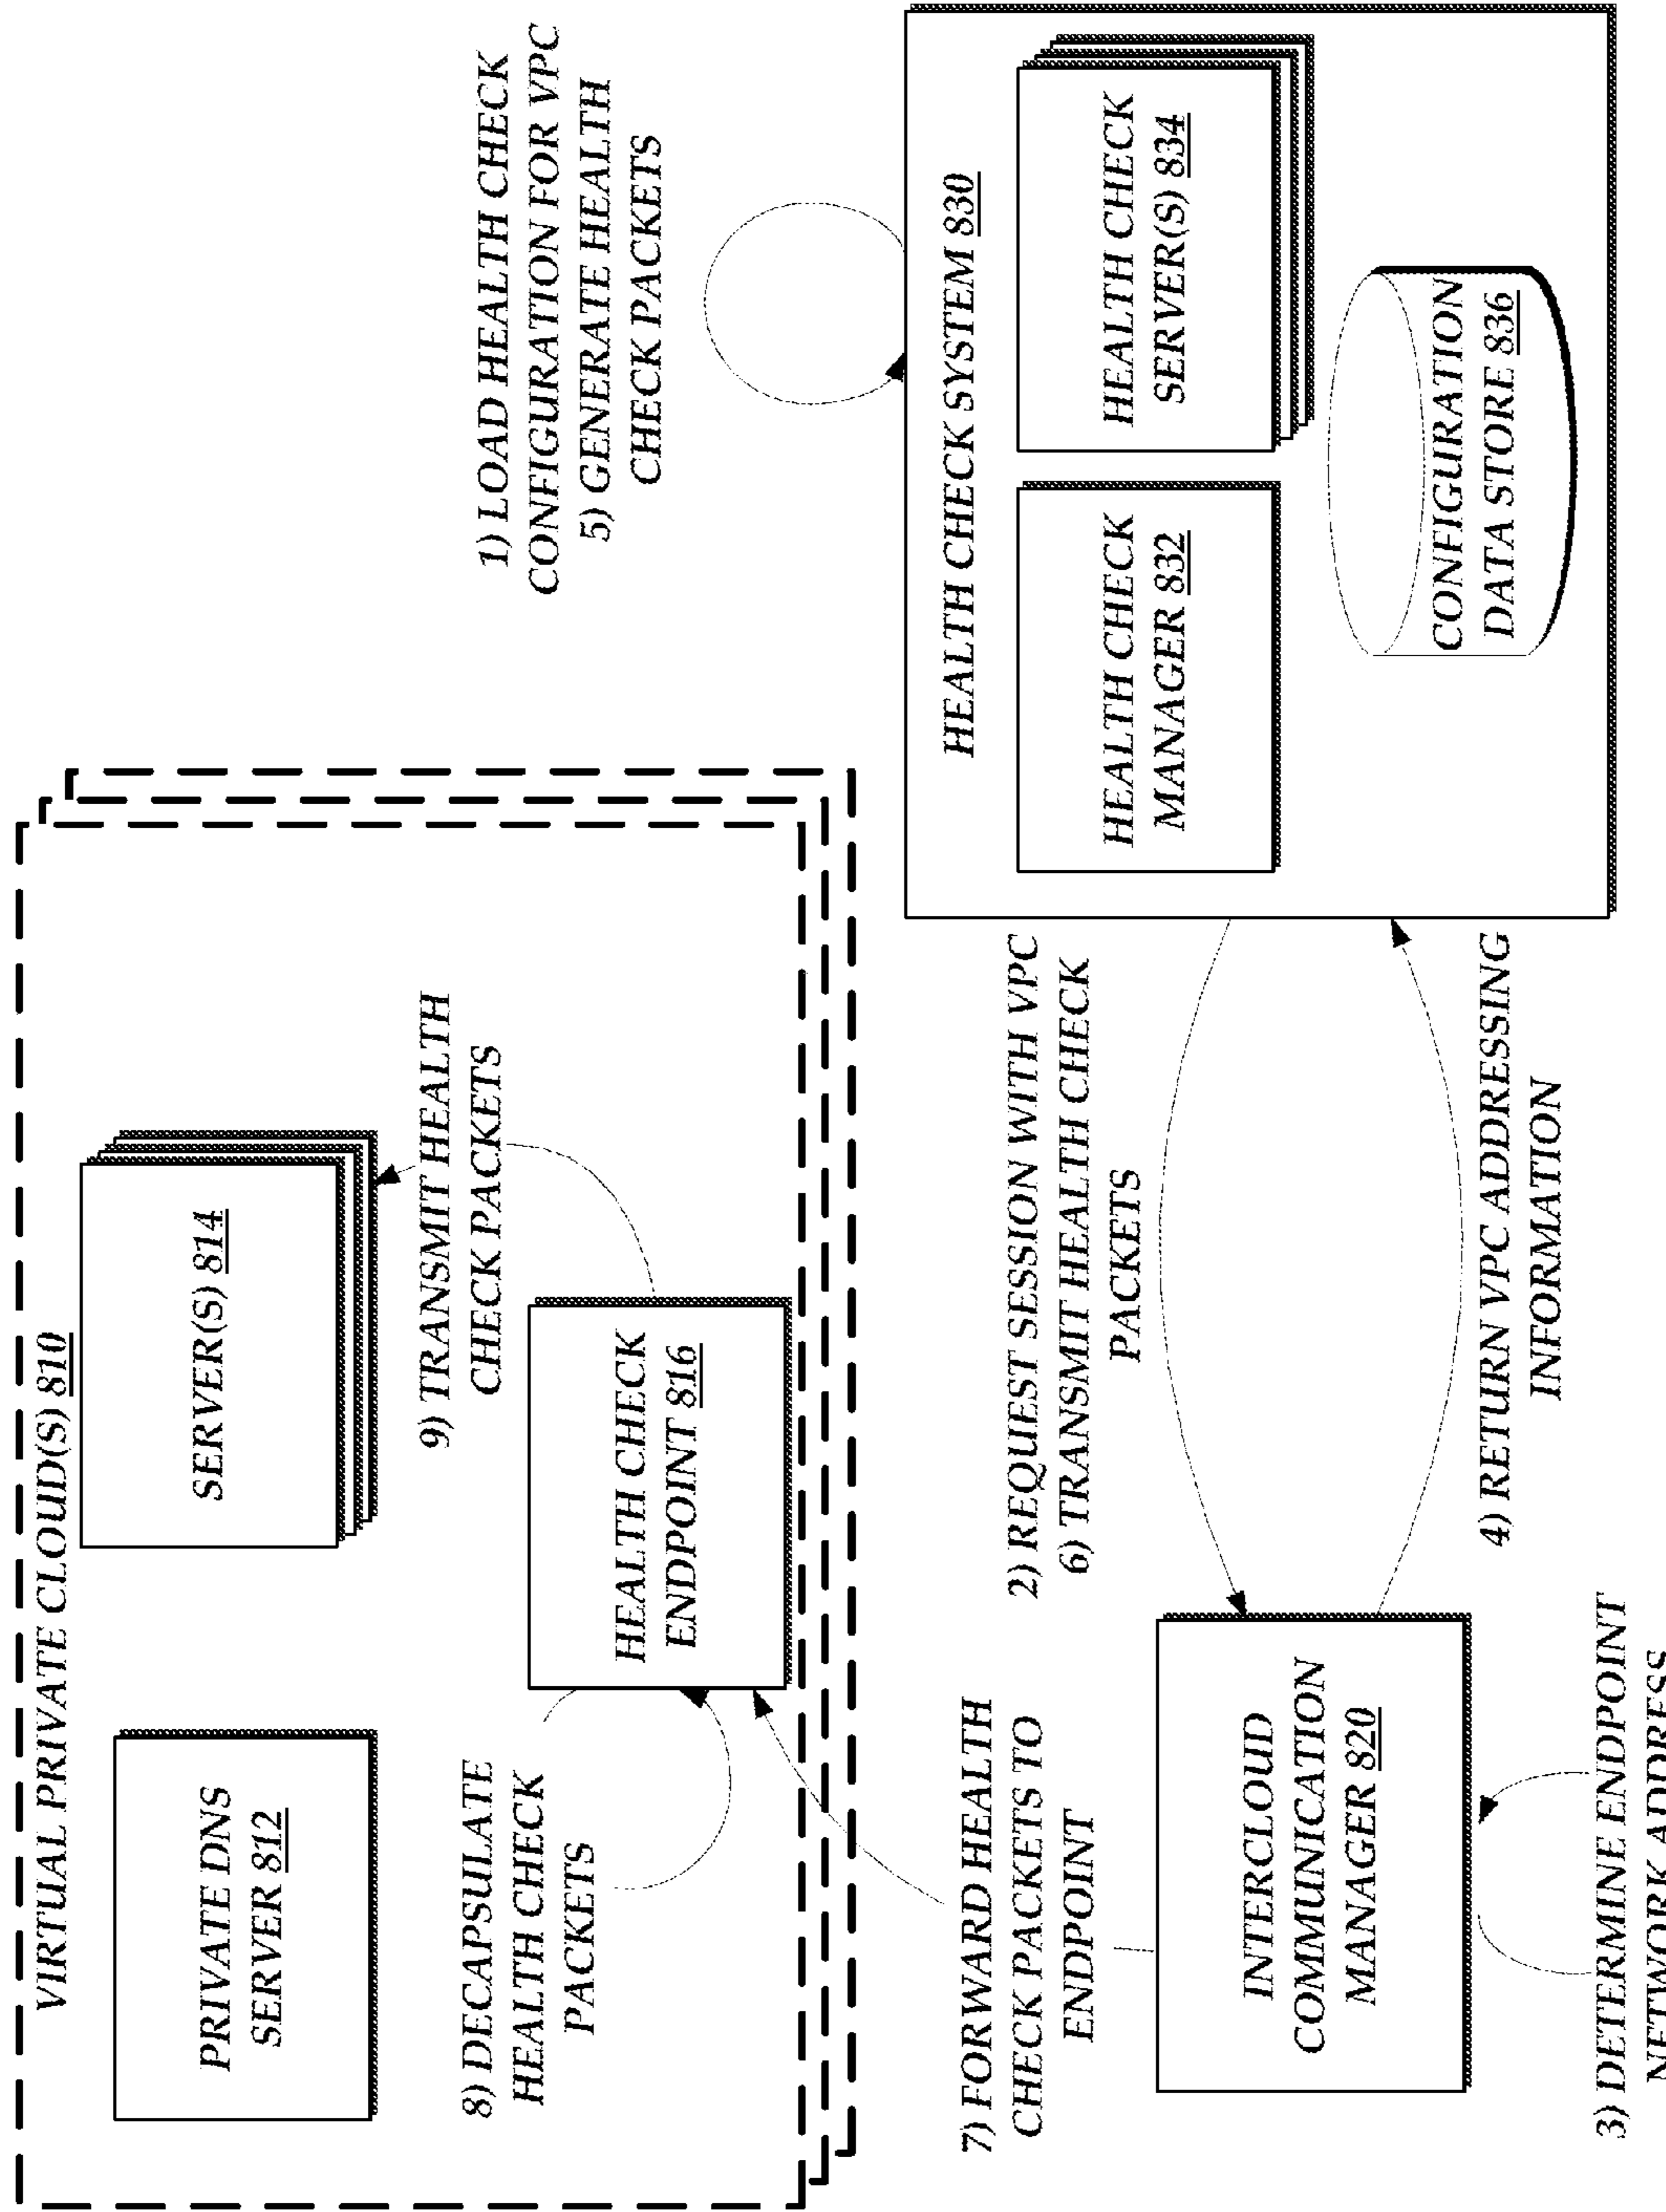 VIRTUAL PRIVATE CLOUD(S) 810
PRIVATE DNS
SERVER 812
SERVER(S) 814
8) DECAPSULATE
HEALTH CHECK
PACKETS
HEALTH CHECK
ENDPOINT 816
9) TRANSMIT HEALTH
CHECK PACKETS
1) LOAD HEALTH CHECK
CONFIGURATION FOR VPC
5) GENERATE HEALTH
CHECK PACKETS
7) FORWARD HEALTH
CHECK PACKETS TO
ENDPOINT
INTERCLOUD
COMMUNICATION
MANAGER 820
3) DETERMINE ENDPOINT
NETWORK ADDRESS
2) REQUEST SESSION WITH VPC
6) TRANSMIT HEALTH CHECK
PACKETS
4) RETURN VPC ADDRESSING
INFORMATION
HEALTH CHECK SYSTEM 830
HEALTH CHECK
MANAGER 832
HEALTH CHECK
SERVER(S) 834
CONFIGURATION
DATA STORE 836